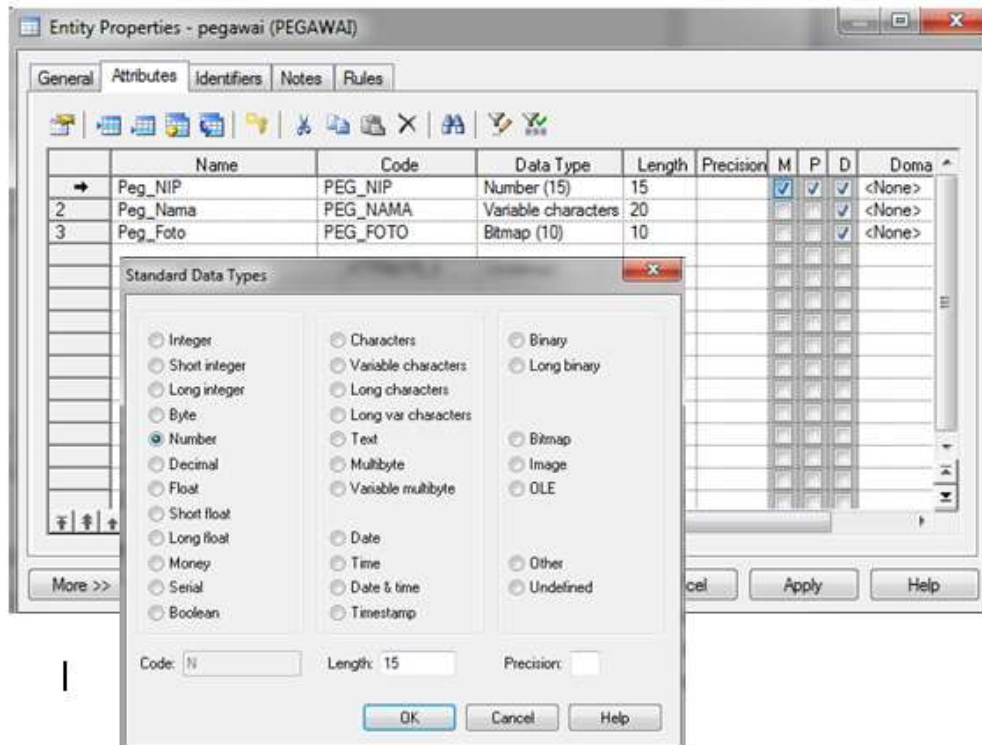 Entity Properties - pegawai (PEGAWAI)
General Attributes Identifiers Notes Rules
Name Code Data Type Length Precision M P D Doma
Peg_NIP PEG_NIP Number (15) 15 <None>
2 Peg_Nama PEG_NAMA Variable characters 20 <None>
3 Peg_Foto PEG_FOTO Bitmap (10) 10 <None>
Standard Data Types
Integer Characters Binary
Short integer Variable characters Long binary
Long integer Long characters
Byte Long var characters
Number Text Bitmap
Decimal Multibyte Image
Float Variable multibyte OLE
Short float
Long float Date
Money Time Other
Serial Date & time Undefined
Boolean Timestamp
Code: N Length: 15 Precision:
OK Cancel Help
More >> cel Apply Help